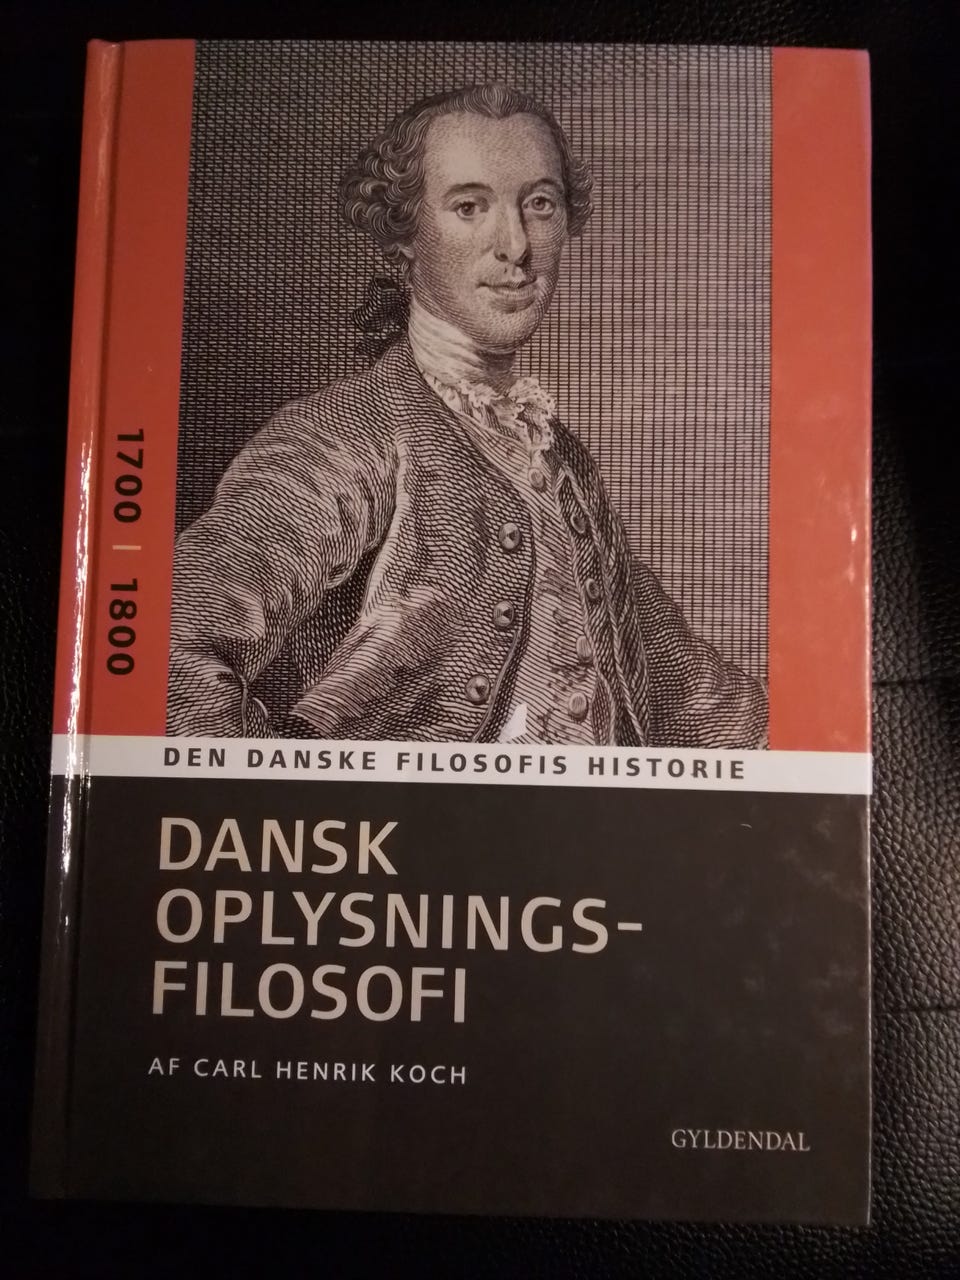 1700 | 1800
DEN DANSKE FILOSOFIS HISTORIE
DANSK
OPLYSNINGS-
FILOSOFI
AF CARL HENRIK KOCH
GYLDENDAL